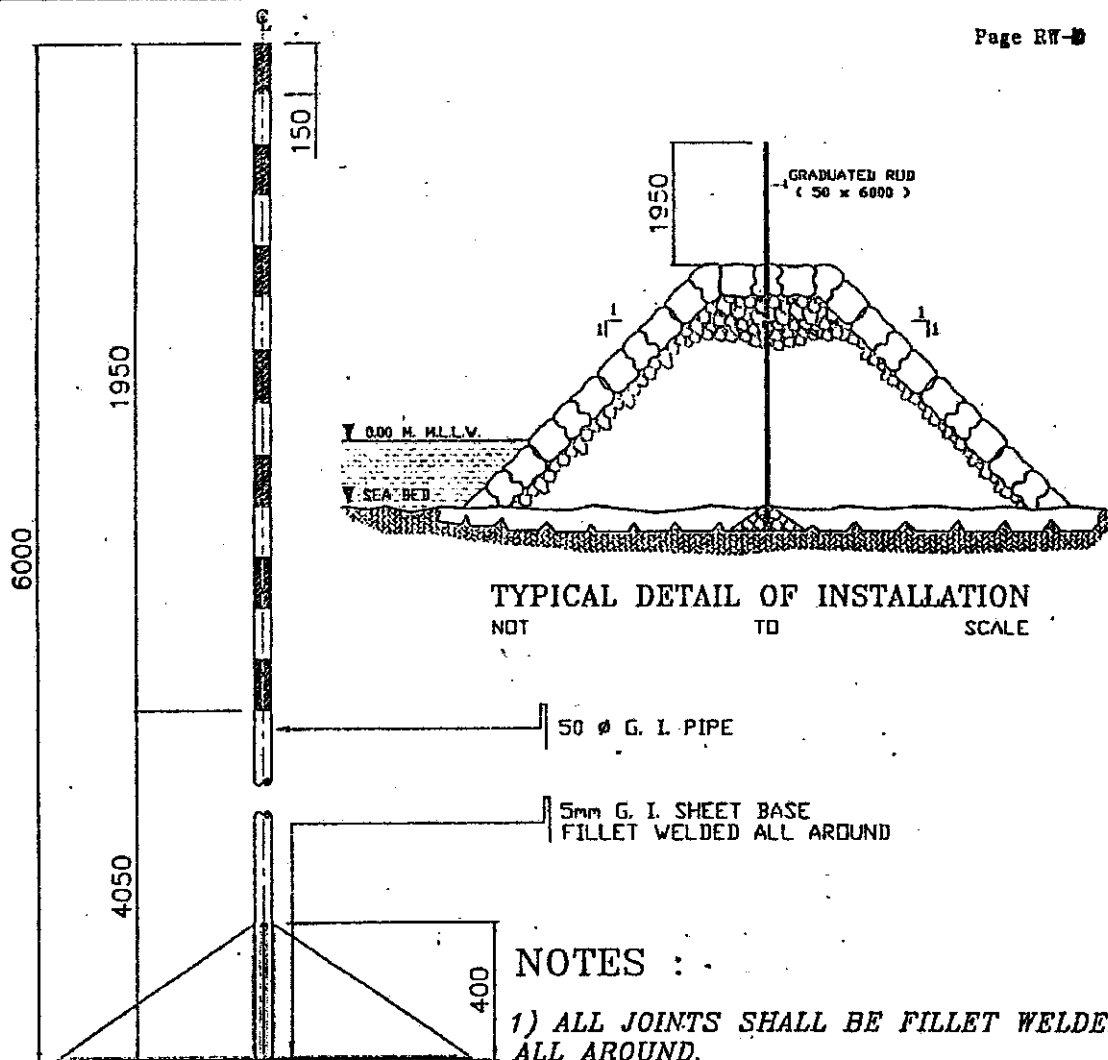 Page RW-
℄
150
1950
GRADUATED ROD
( 50 x 6000 )
1
1
1
1
1950
0.00 M. M.L.L.W.
SEA BED
6000
TYPICAL DETAIL OF INSTALLATION
NOT TO SCALE
50 ø G. I. PIPE
5mm G. I. SHEET BASE
FILLET WELDED ALL AROUND
4050
400
NOTES :
1) ALL JOINTS SHALL BE FILLET WELDE
ALL AROUND.